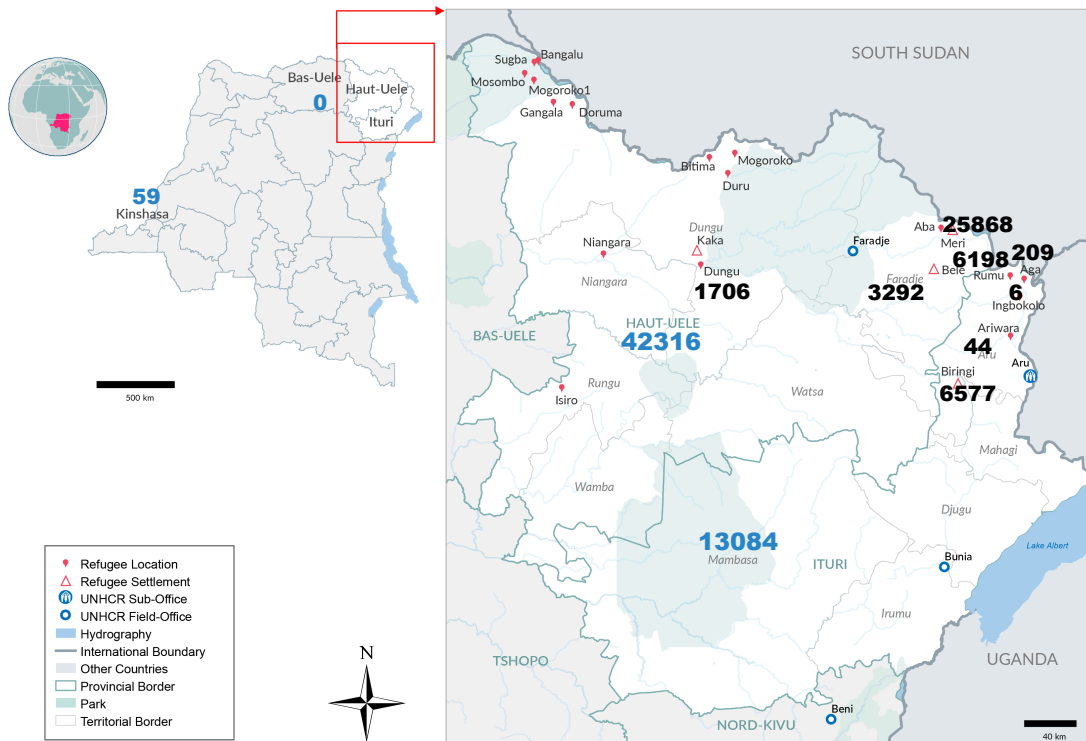 Bas-Uele
0
Haut-Uele
Ituri
59
Kinshasa
500 km
SOUTH SUDAN
Sugba
Bangalu
Mosombo
Mogoroko1
Gangala
Doruma
Bitima
Mogoroko
Duru
Aba
25868
Meri
Dungu
Kaka
Niangara
Faradje
6198
209
Rumu
Aga
Bele
Dungu
1706
Niangara
Faradje
3292
6
Ingbokolo
HAUT-UELE
42316
BAS-UELE
Ariwara
44
Aru
Aru
Biringi
6577
Rungu
Isiro
Watsa
Mahagi
Wamba
Djugu
13084
Mambasa
ITURI
Bunia
Lake Albert
Irumu
TSHOPO
UGANDA
Beni
NORD-KIVU
40 km
Refugee Location
Refugee Settlement
UNHCR Sub-Office
UNHCR Field-Office
Hydrography
International Boundary
Other Countries
Provincial Border
Park
Territorial Border
N